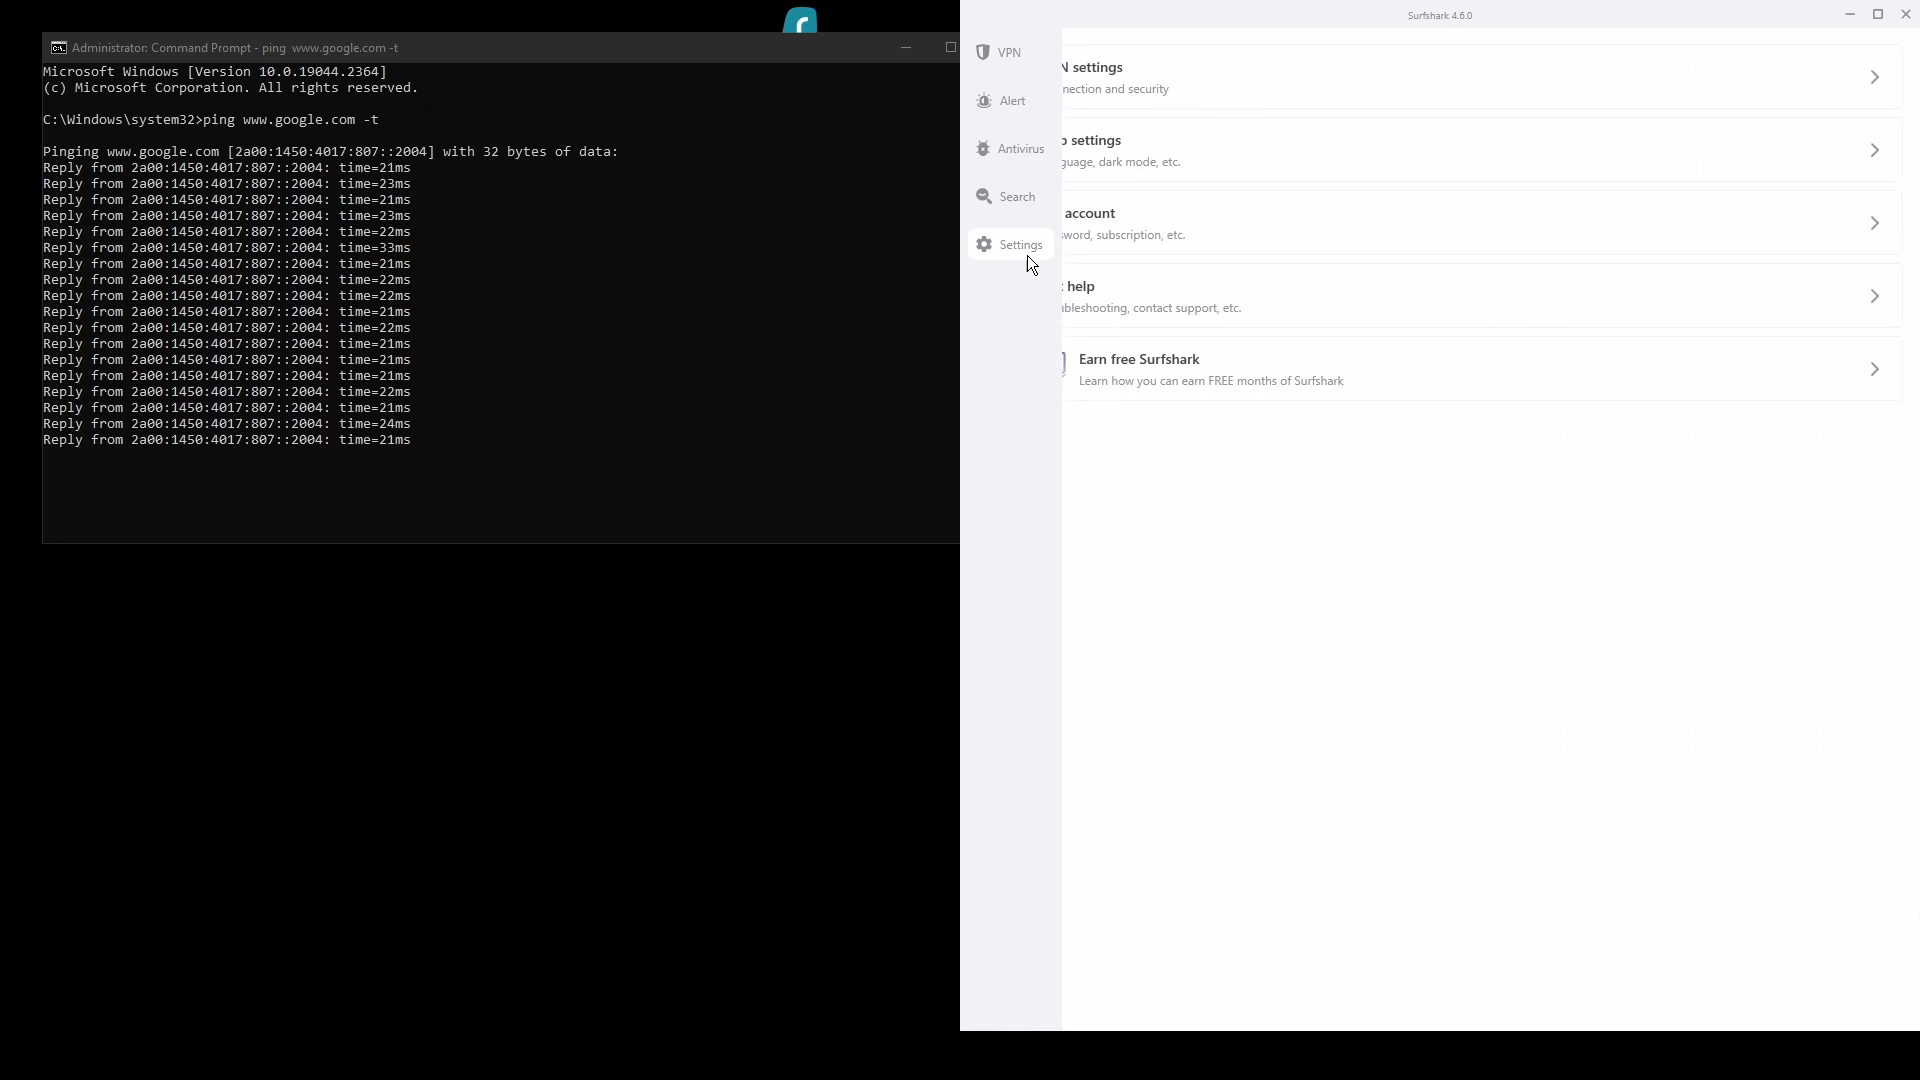 Administrator: Command Prompt - ping  www.google.com -t
Microsoft Windows [Version 10.0.19044.2364]
(c) Microsoft Corporation. All rights reserved.
C:\Windows\system32>ping www.google.com -t
Pinging www.google.com [2a00:1450:4017:807::2004] with 32 bytes of data:
Reply from 2a00:1450:4017:807::2004: time=21ms
Reply from 2a00:1450:4017:807::2004: time=23ms
Reply from 2a00:1450:4017:807::2004: time=21ms
Reply from 2a00:1450:4017:807::2004: time=23ms
Reply from 2a00:1450:4017:807::2004: time=22ms
Reply from 2a00:1450:4017:807::2004: time=33ms
Reply from 2a00:1450:4017:807::2004: time=21ms
Reply from 2a00:1450:4017:807::2004: time=22ms
Reply from 2a00:1450:4017:807::2004: time=22ms
Reply from 2a00:1450:4017:807::2004: time=21ms
Reply from 2a00:1450:4017:807::2004: time=22ms
Reply from 2a00:1450:4017:807::2004: time=21ms
Reply from 2a00:1450:4017:807::2004: time=21ms
Reply from 2a00:1450:4017:807::2004: time=21ms
Reply from 2a00:1450:4017:807::2004: time=22ms
Reply from 2a00:1450:4017:807::2004: time=21ms
Reply from 2a00:1450:4017:807::2004: time=24ms
Reply from 2a00:1450:4017:807::2004: time=21ms
Surfshark 4.6.0
VPN
Alert
Antivirus
Search
Settings
N settings
nection and security
settings
guage, dark mode, etc.
account
sword, subscription, etc.
help
ubleshooting, contact support, etc.
Earn free Surfshark
Learn how you can earn FREE months of Surfshark